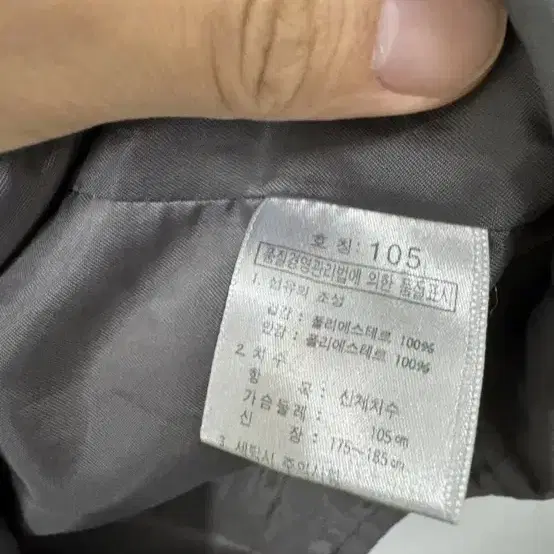 호 칭 : 105
품질경영관리법에 의한 품질표시
1. 섬유의 조성
겉감 : 폴리에스테르 100%
안감 : 폴리에스테르 100%
2. 치 수
항 목 : 신체치수
가슴둘레 : 105cm
신 장 : 175~185cm
3. 세탁시 주의사항